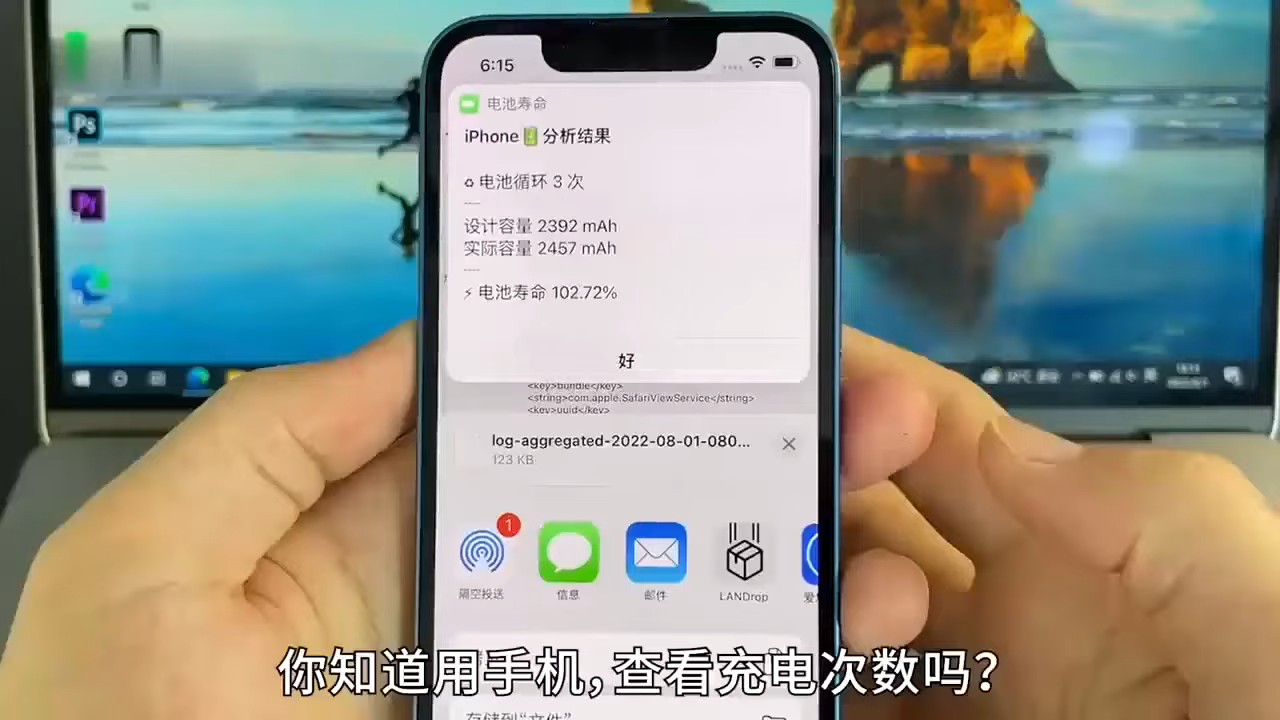 Ps
6:15
电池寿命
iPhone🔋分析结果
♻电池循环 3 次
----
设计容量 2392 mAh
实际容量 2457 mAh
----
⚡电池寿命 102.72%
好
<key>bundle</key>
<string>com.apple.SafariViewService</string>
<key>uuid</key>
log-aggregated-2022-08-01-080...
123 KB
1
隔空投送
信息
邮件
LANDrop
你知道用手机，查看充电次数吗？
存储到“文件”